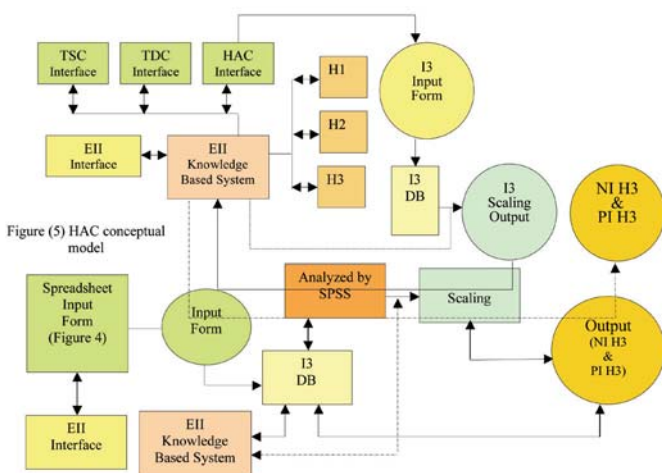 TSC
Interface
TDC
Interface
HAC
Interface
H1
I3
Input
Form
H2
EII
Interface
EII
Knowledge
Based System
H3
I3
DB
I3
Scaling
Output
NI H3
&
PI H3
Figure (5) HAC conceptual
model
Spreadsheet
Input
Form
(Figure 4)
Input
Form
Analyzed by
SPSS
Scaling
Output
(NI H3
&
PI H3)
I3
DB
EII
Interface
EII
Knowledge
Based System